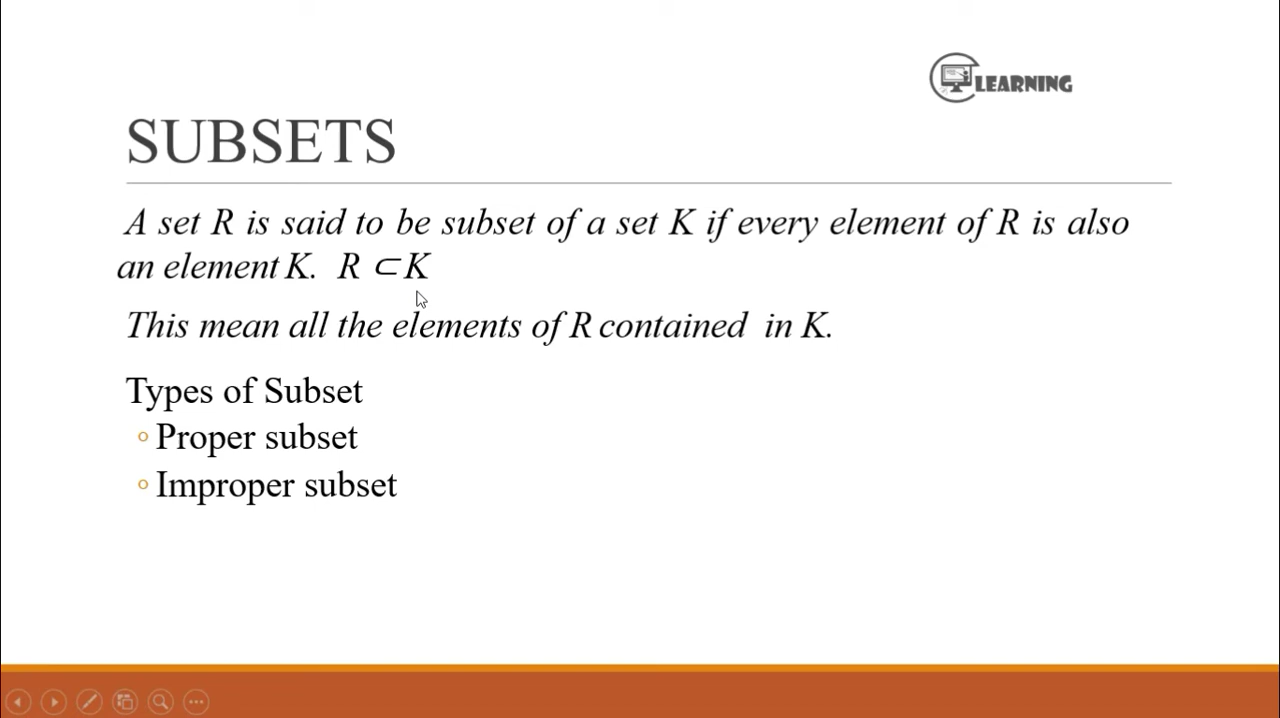 LEARNING
SUBSETS
A set R is said to be subset of a set K if every element of R is also
an element K. R ⊂ K
This mean all the elements of R contained in K.
Types of Subset
◦ Proper subset
◦ Improper subset